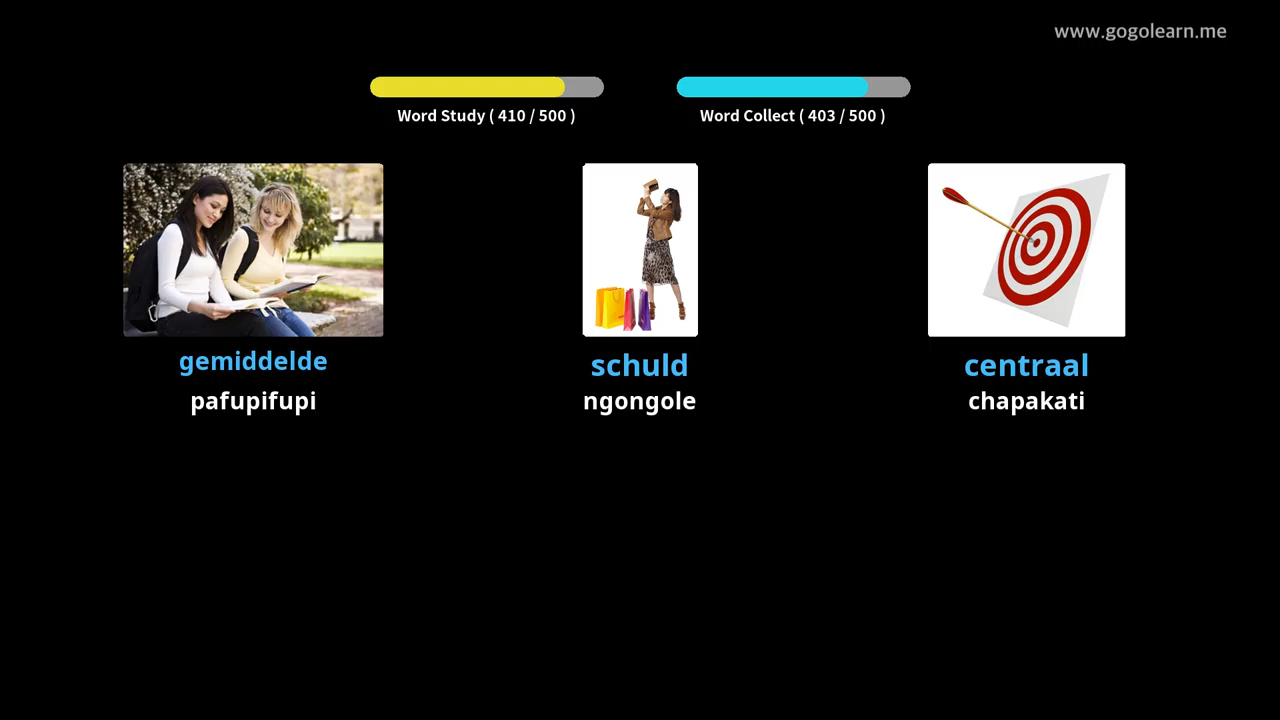 www.gogolearn.me
Word Study ( 410 / 500 )
Word Collect ( 403 / 500 )
gemiddelde
pafupifupi
schuld
ngongole
centraal
chapakati